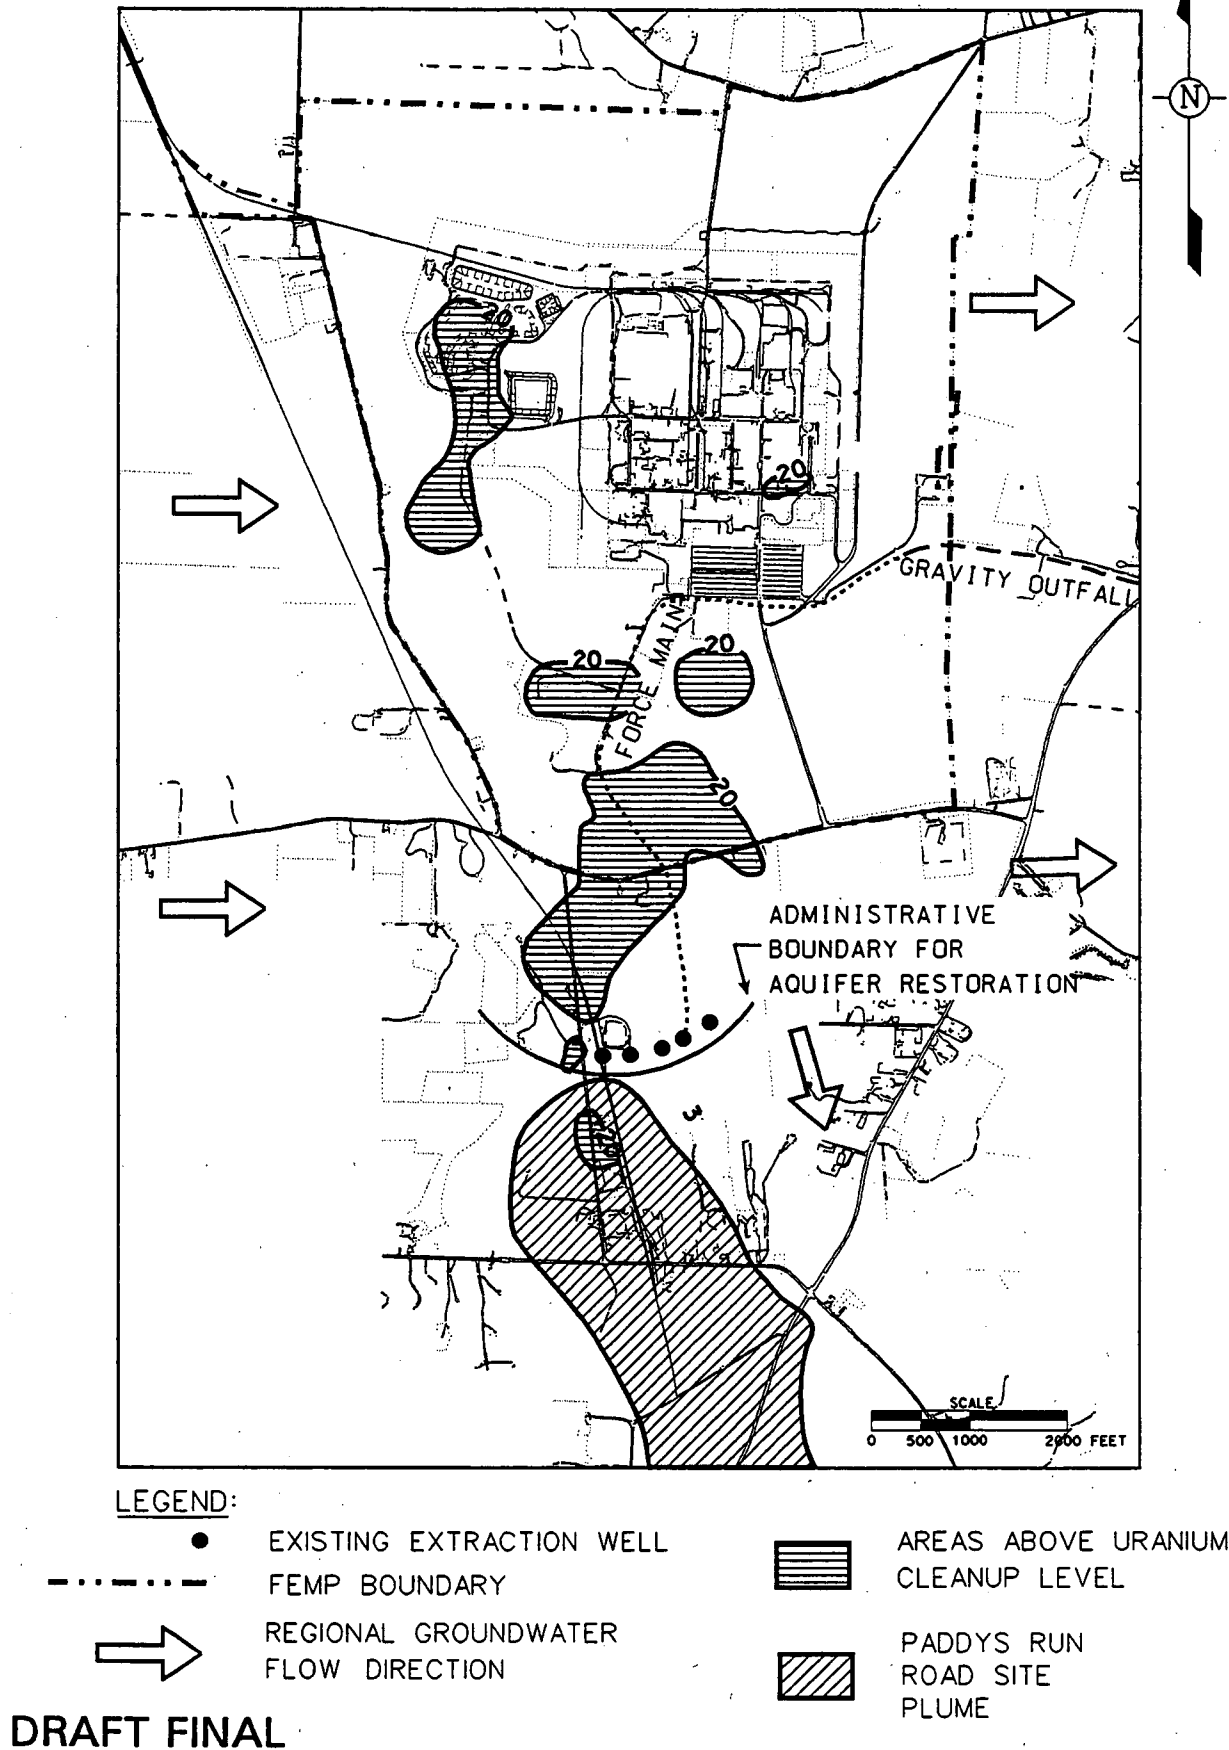 N
20
20
GRAVITY OUTFALL
FORCE MAIN
20
20
20
ADMINISTRATIVE
BOUNDARY FOR
AQUIFER RESTORATION
20
SCALE
0 500 1000 2000 FEET
LEGEND:
EXISTING EXTRACTION WELL
FEMP BOUNDARY
REGIONAL GROUNDWATER
FLOW DIRECTION
AREAS ABOVE URANIUM
CLEANUP LEVEL
PADDYS RUN
ROAD SITE
PLUME
DRAFT FINAL